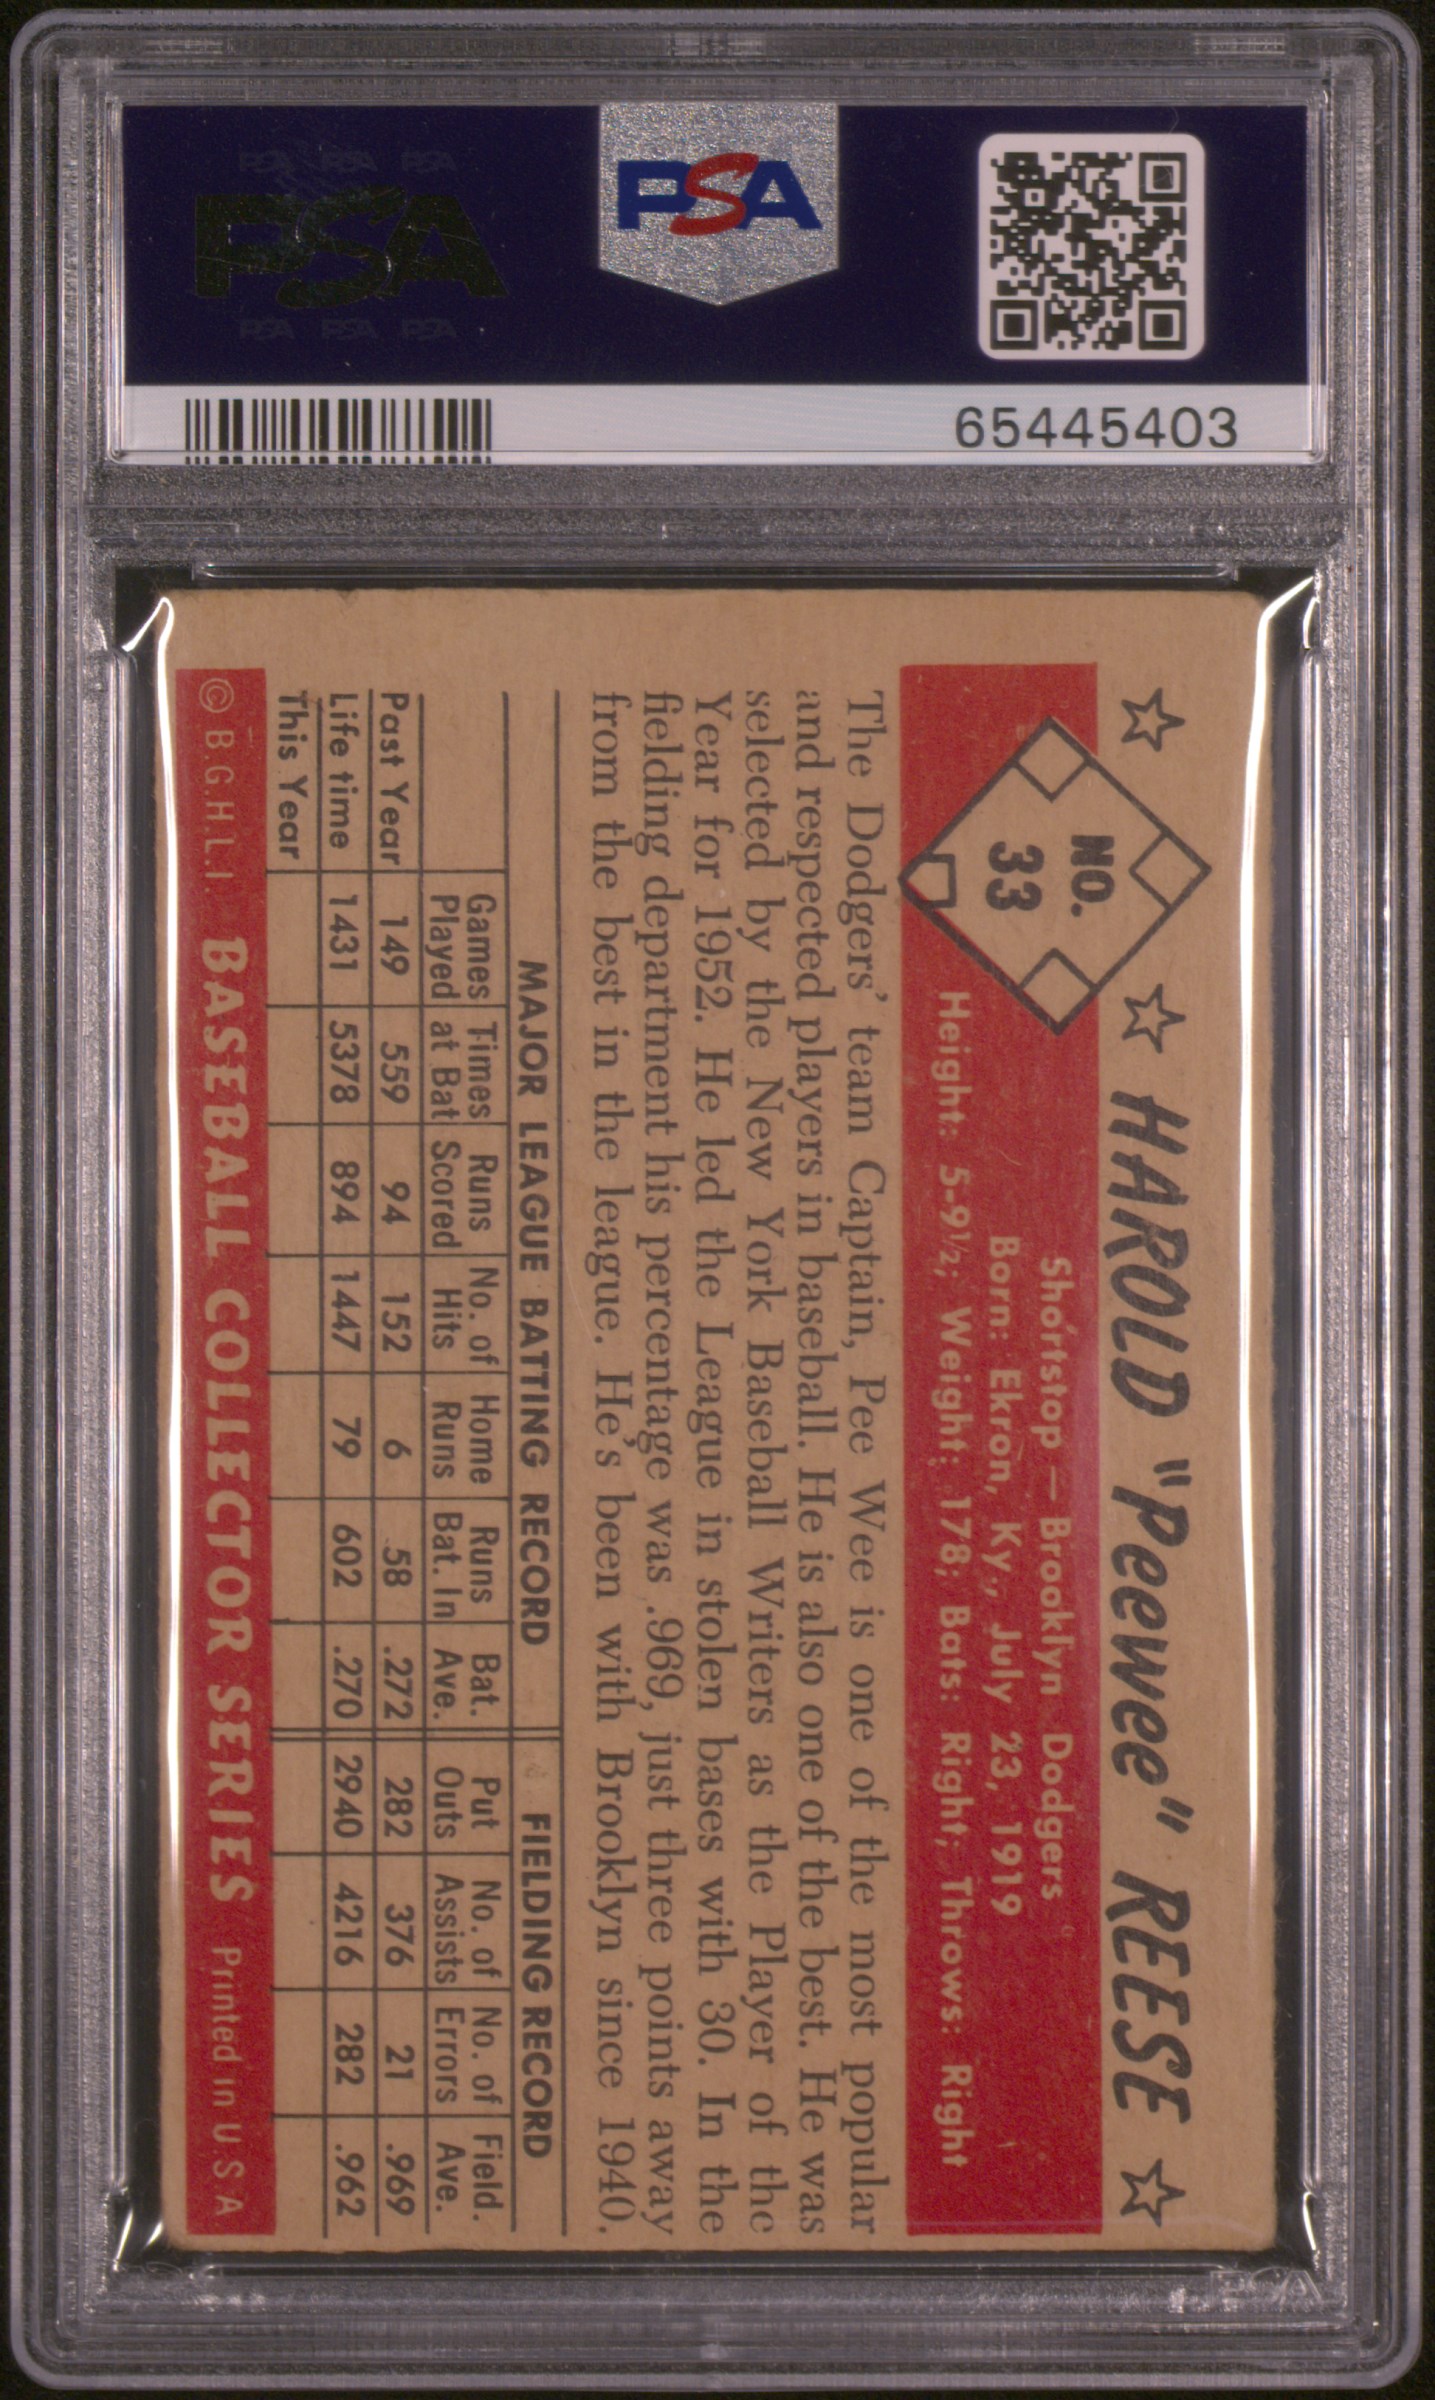 PSA PSA PSA
PSA
PSA PSA PSA
PSA
65445403
☆ ☆ HAROLD "Peewee" REESE ☆
NO.
33
Shortstop — Brooklyn Dodgers
Born: Ekron, Ky., July 23, 1919
Height: 5-9½; Weight: 178; Bats: Right; Throws: Right
The Dodgers' team Captain, Pee Wee is one of the most popular
and respected players in baseball. He is also one of the best. He was
selected by the New York Baseball Writers as the Player of the
Year for 1952. He led the League in stolen bases with 30. In the
fielding department his percentage was .969, just three points away
from the best in the league. He's been with Brooklyn since 1940.
MAJOR LEAGUE BATTING RECORD FIELDING RECORD
Games Times Runs No. of Home Runs Bat. Put No. of No. of Field.
Played at Bat Scored Hits Runs Bat. In Ave. Outs Assists Errors Ave.
Past Year 149 559 94 152 6 58 .272 282 376 21 .969
Life time 1431 5378 894 1447 79 602 .270 2940 4216 282 .962
This Year
© B.G.H.L.I. BASEBALL COLLECTOR SERIES Printed in U.S.A.
PSA